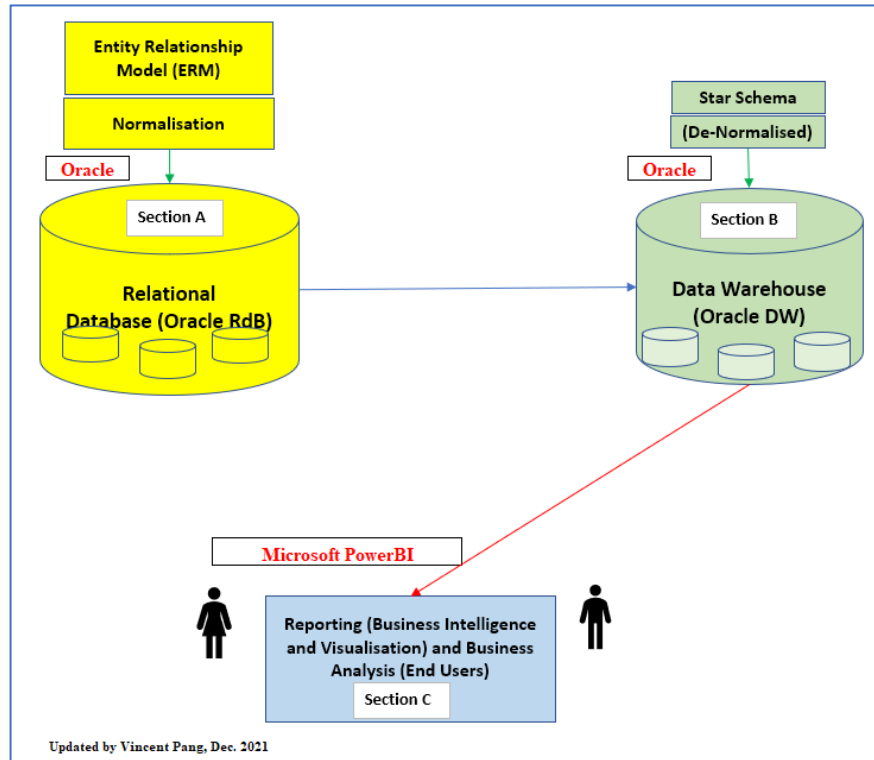 Entity Relationship
Model (ERM)
Normalisation
Oracle
Section A
Relational
Database (Oracle RdB)
Star Schema
(De-Normalised)
Oracle
Section B
Data Warehouse
(Oracle DW)
Microsoft PowerBI
Reporting (Business Intelligence
and Visualisation) and Business
Analysis (End Users)
Section C
Updated by Vincent Pang, Dec. 2021